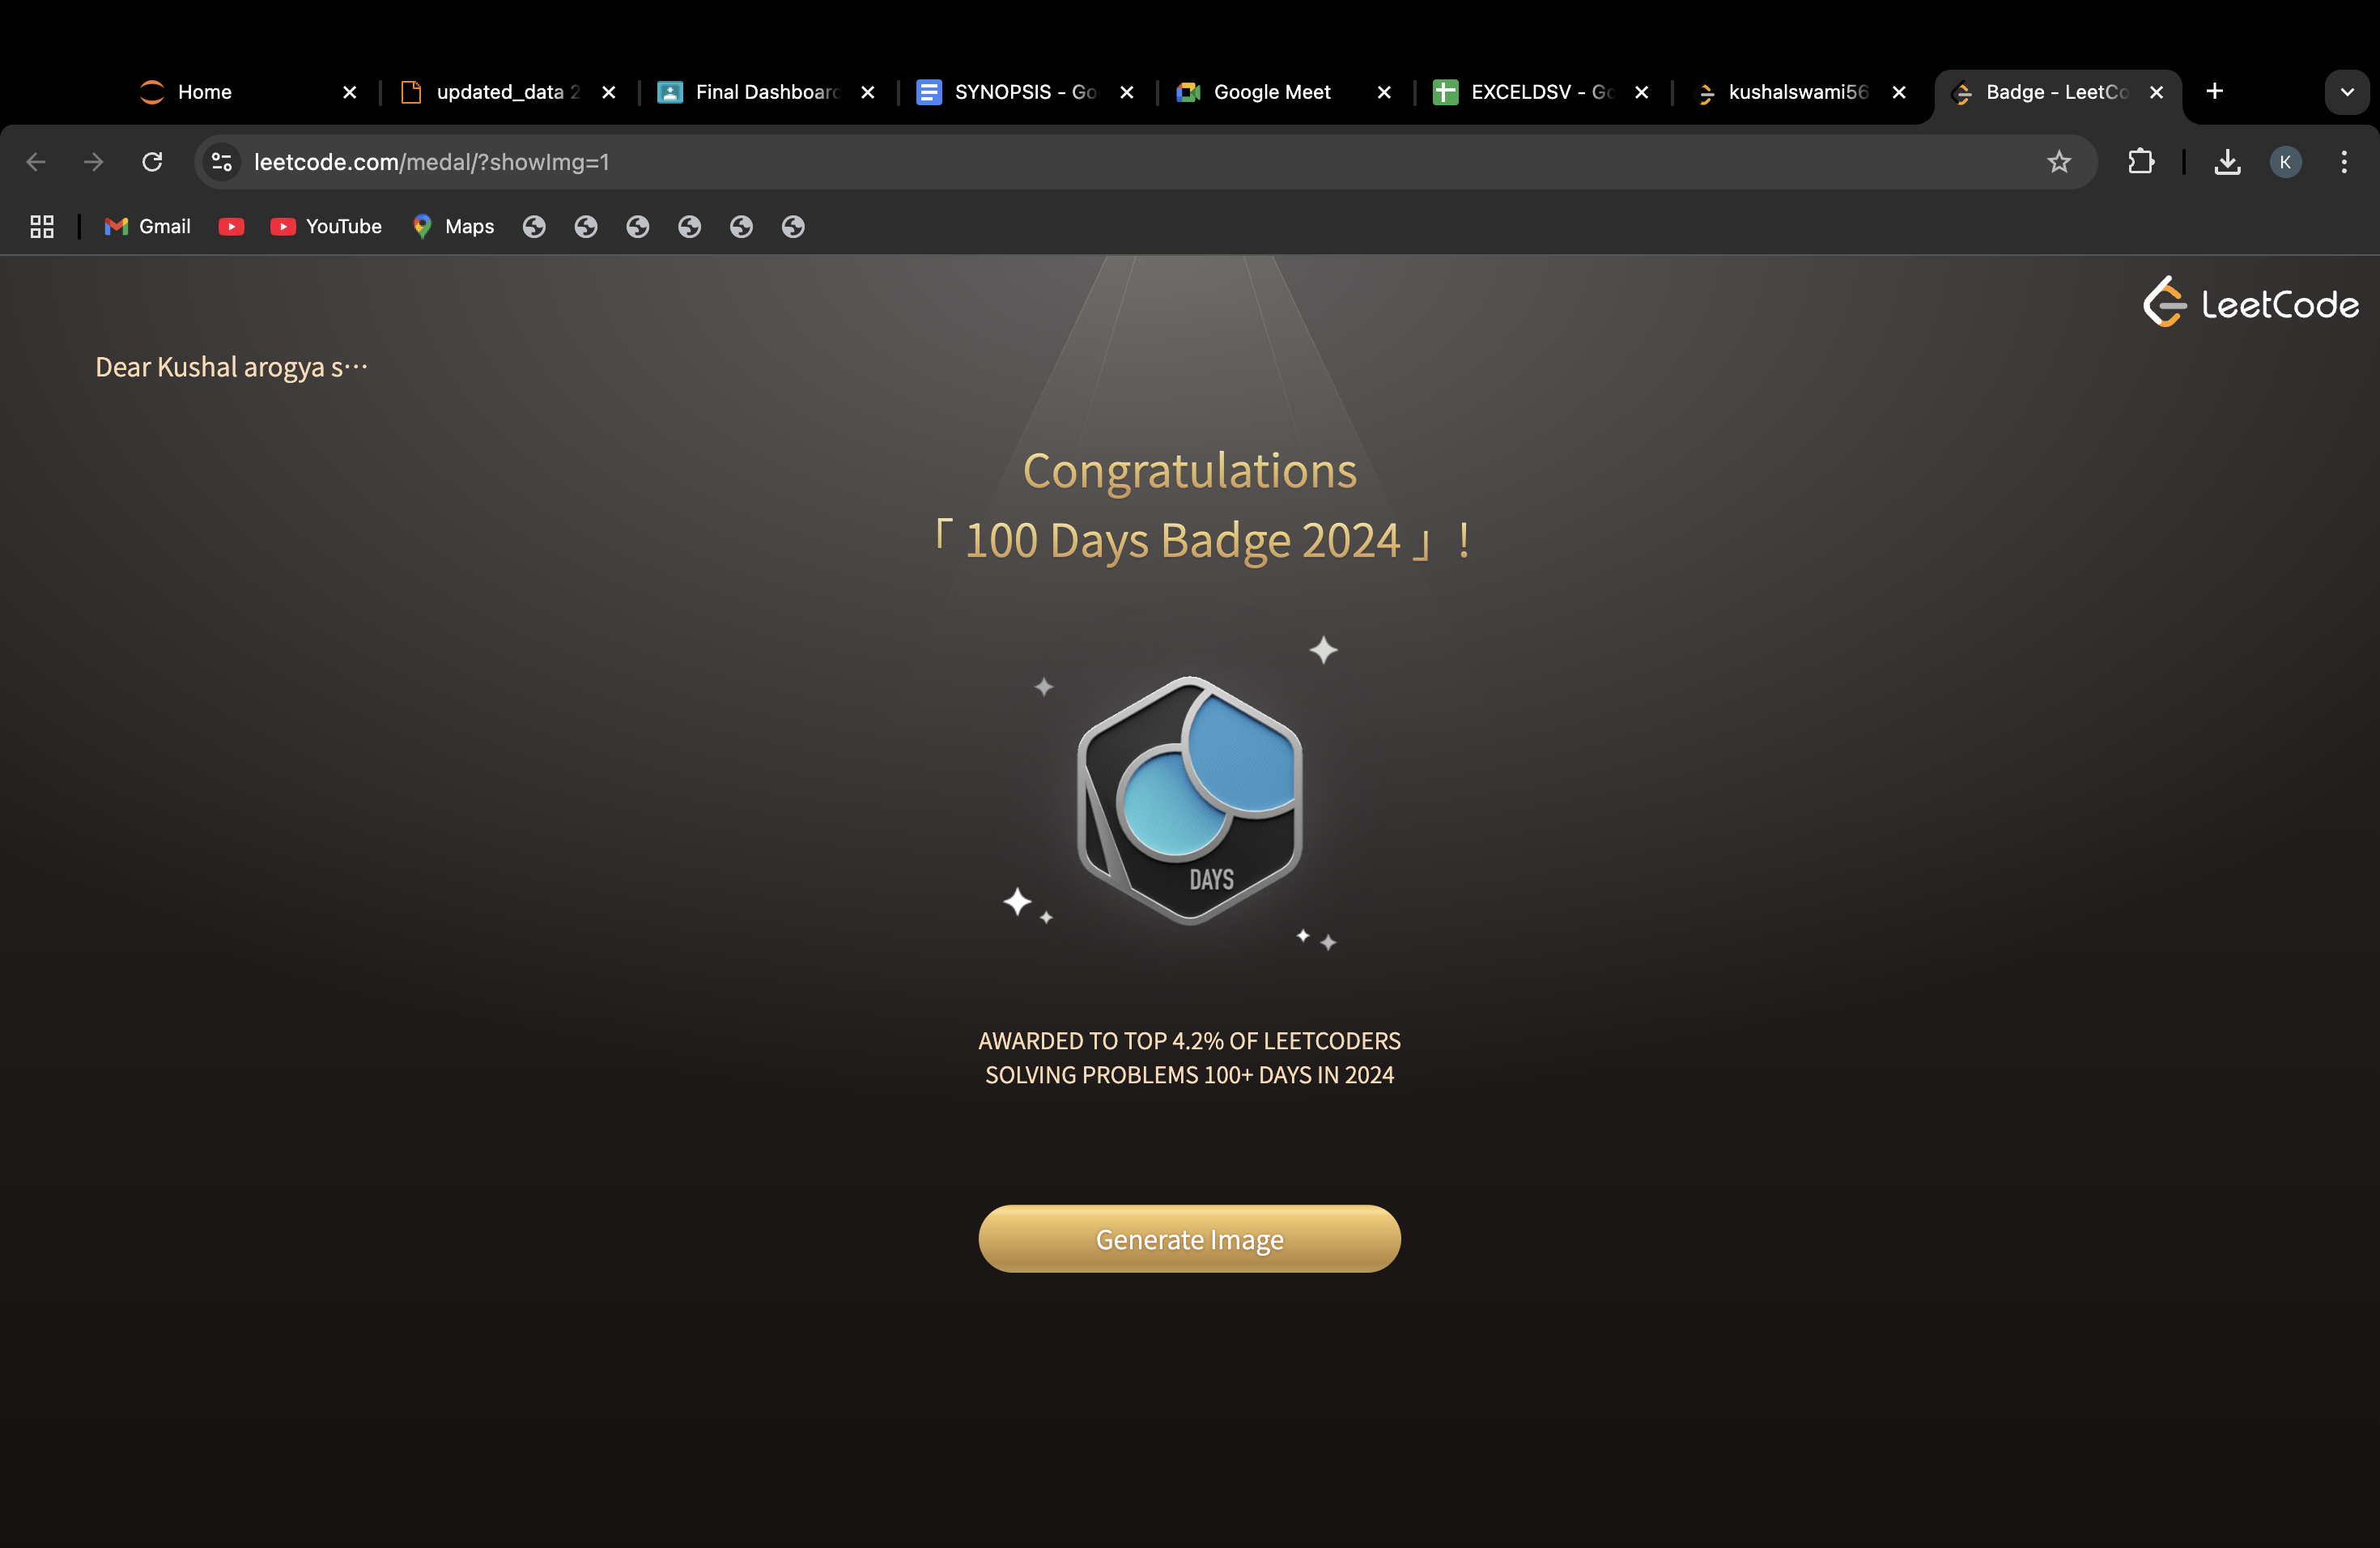 Home
updated_data 2
Final Dashboard
SYNOPSIS - Go
Google Meet
EXCELDSV - Go
kushalswami56
Badge - LeetCo
leetcode.com/medal/?showImg=1
K
Gmail
YouTube
Maps
LeetCode
Dear Kushal arogya s···
Congratulations
「 100 Days Badge 2024 」 !
DAYS
AWARDED TO TOP 4.2% OF LEETCODERS
SOLVING PROBLEMS 100+ DAYS IN 2024
Generate Image